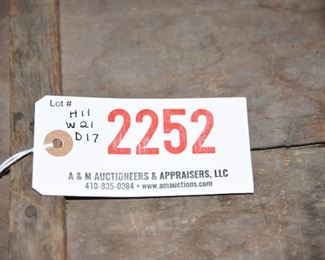 Lot #
H11
W21
D17
2252
A & M AUCTIONEERS & APPRAISERS, LLC
410-835-0384 • www.amauctions.com